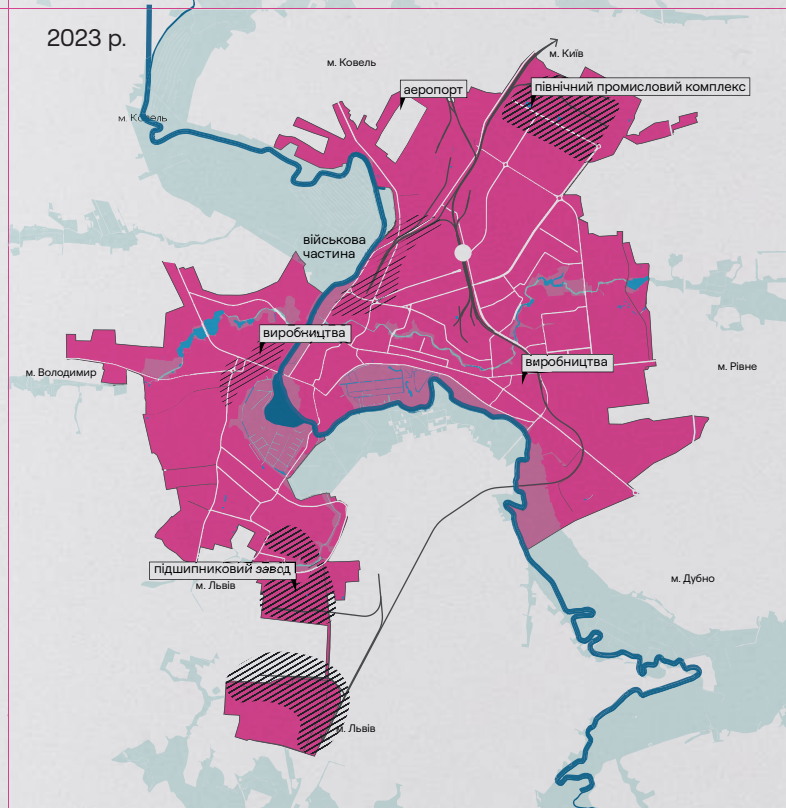 2023 р.
м. Київ
м. Ковель
північний промисловий комплекс
аеропорт
м. Ковель
військова
частина
виробництва
виробництва
м. Рівне
м. Володимир
підшипниковий завод
м. Дубно
м. Львів
м. Львів